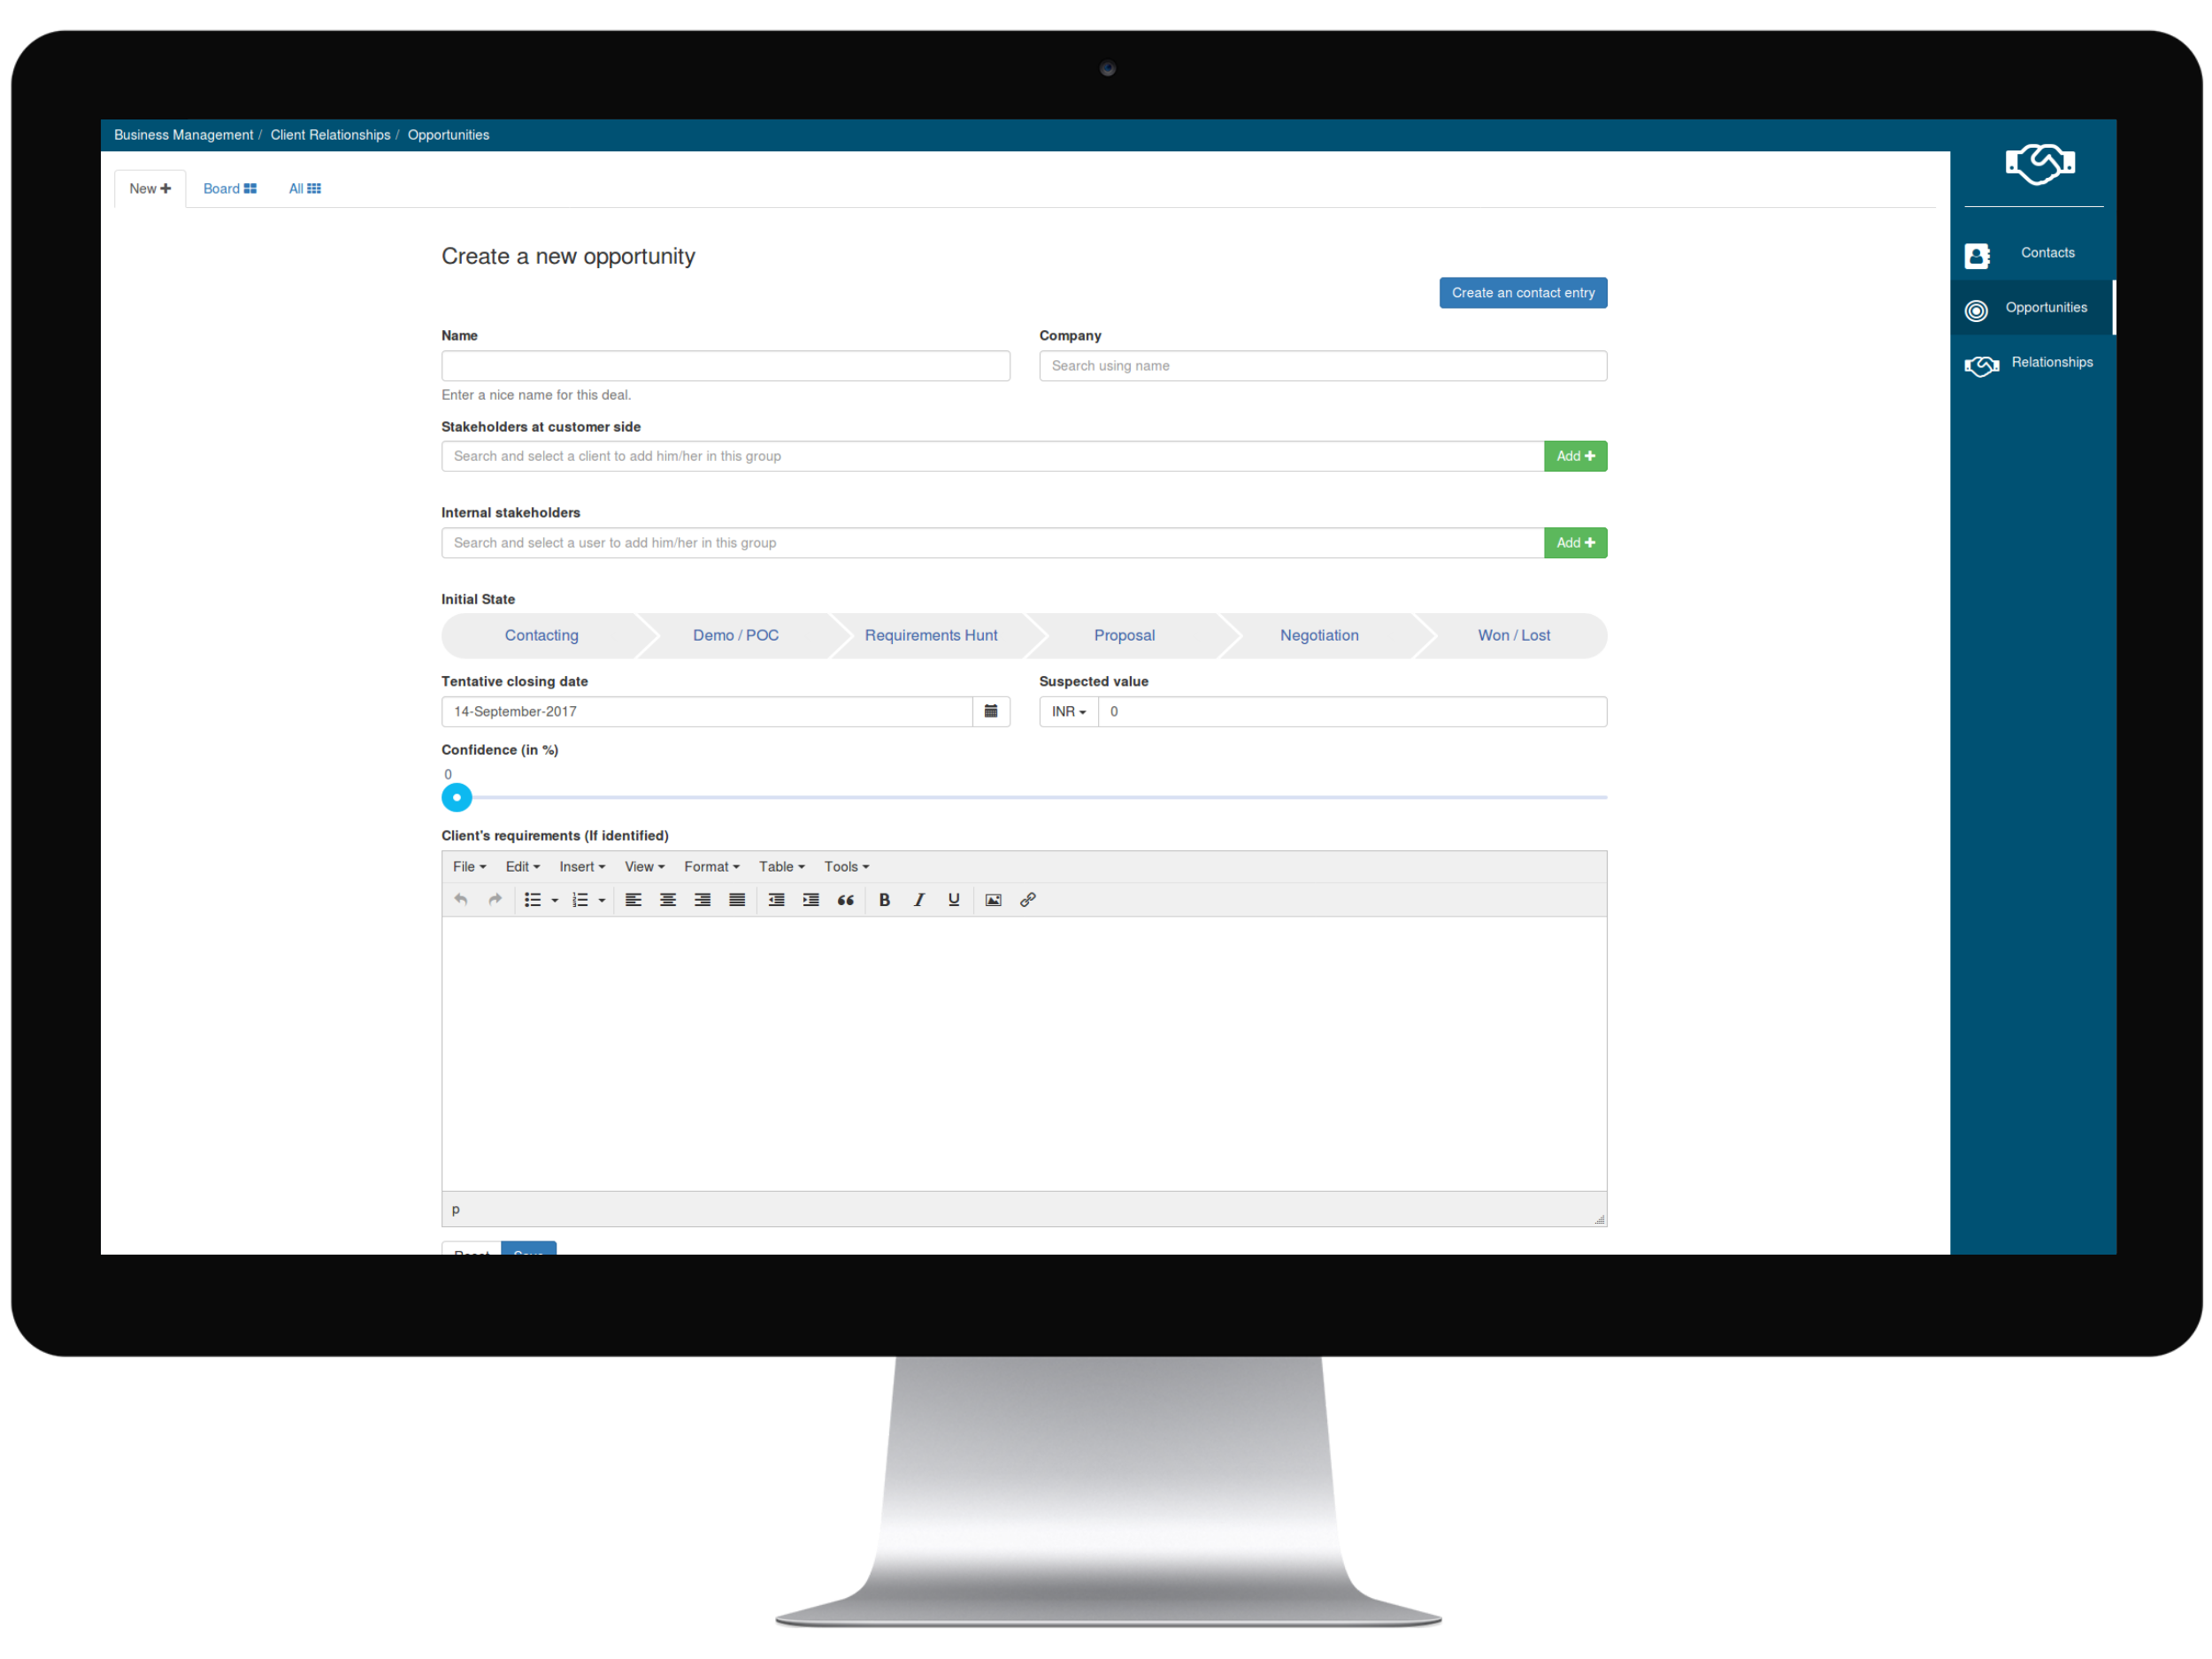 Business Management / Client Relationships / Opportunities
New Board All
Create a new opportunity
Create an contact entry
Name Company
Search using name
Enter a nice name for this deal.
Stakeholders at customer side
Search and select a client to add him/her in this group Add
Internal stakeholders
Search and select a user to add him/her in this group Add
Initial State
Contacting Demo / POC Requirements Hunt Proposal Negotiation Won / Lost
Tentative closing date Suspected value
14-September-2017 INR 0
Confidence (in %)
0
Client's requirements (If identified)
File Edit Insert View Format Table Tools
B I U
p
Reset Save
Contacts
Opportunities
Relationships